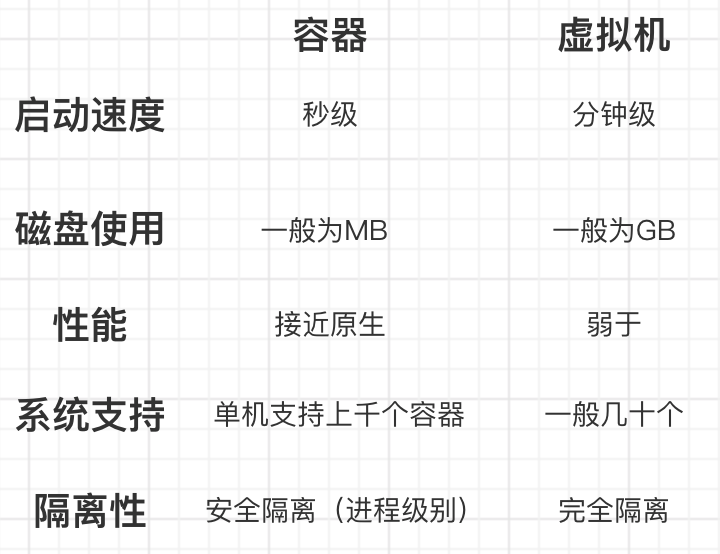 容器 虚拟机
启动速度 秒级 分钟级
磁盘使用 一般为MB 一般为GB
性能 接近原生 弱于
系统支持 单机支持上千个容器 一般几十个
隔离性 安全隔离（进程级别） 完全隔离